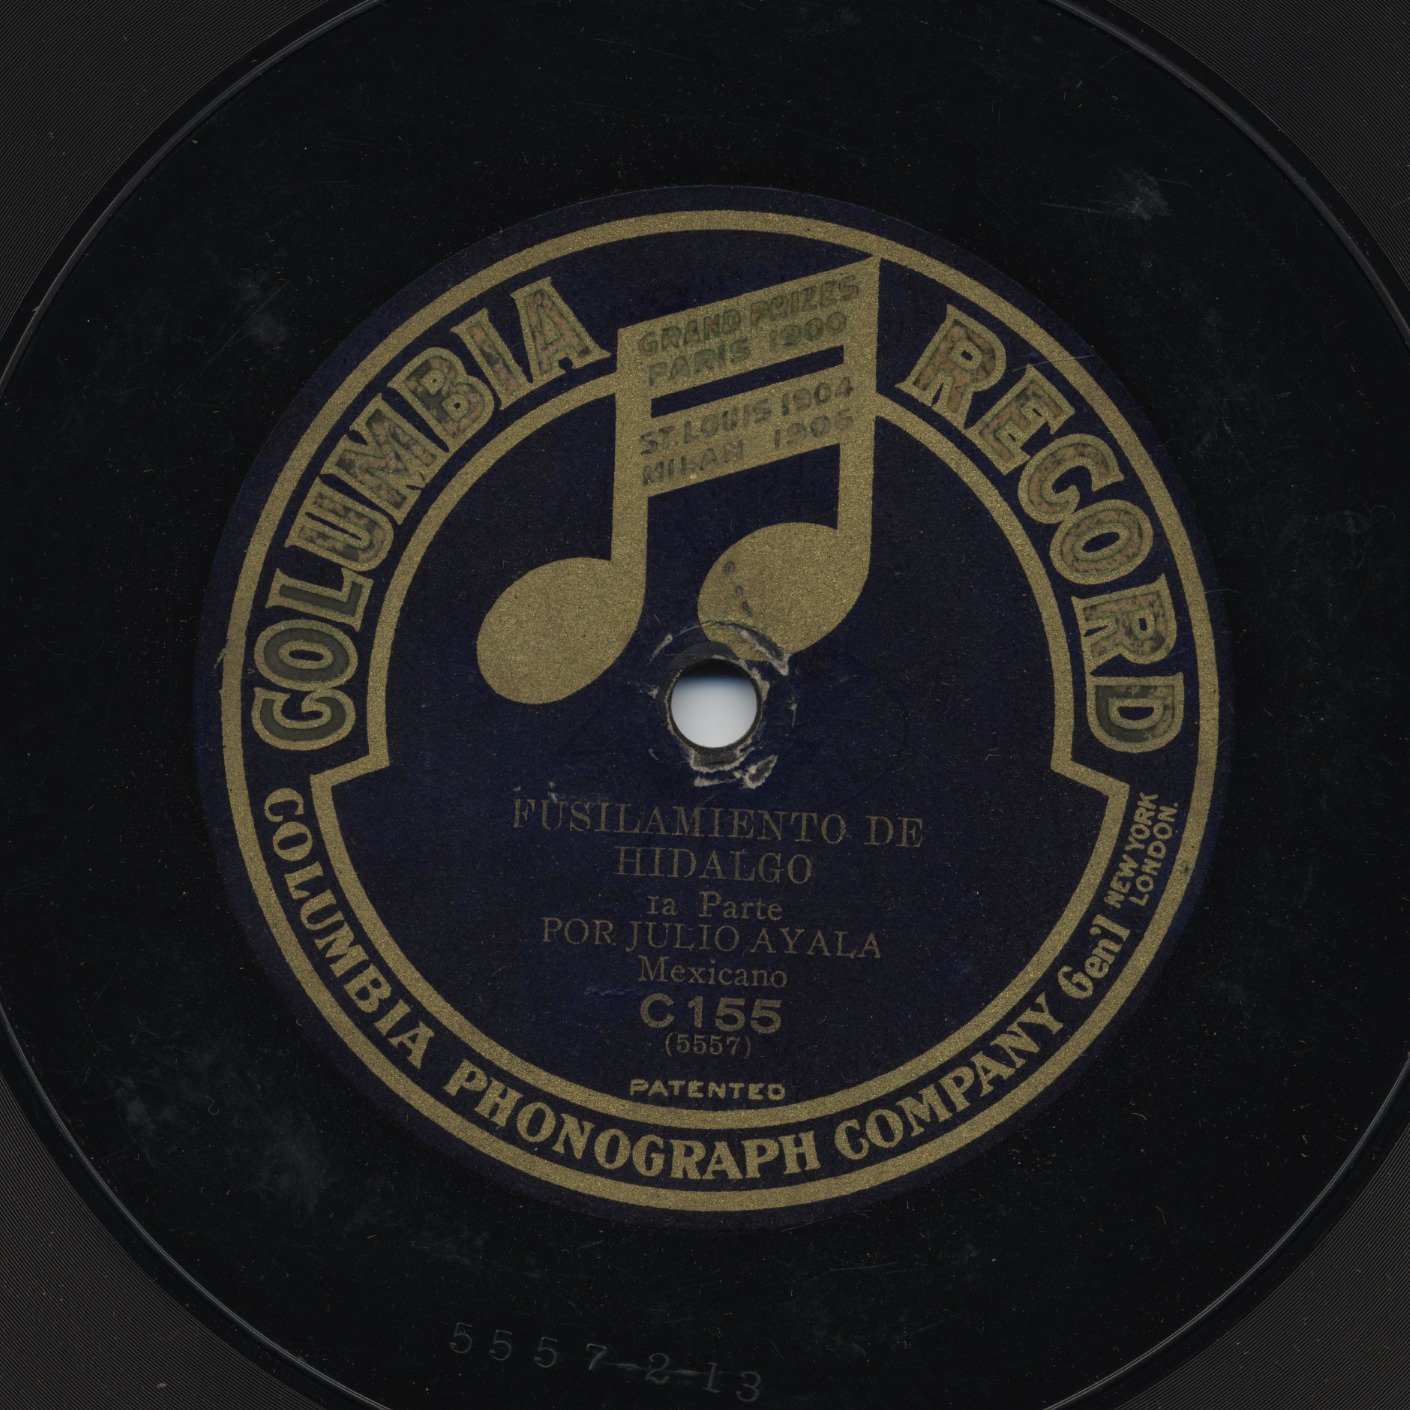 COLUMBIA RECORD
GRAND PRIZES
PARIS 1900
ST. LOUIS 1904
MILAN 1906
FUSILAMIENTO DE
HIDALGO
1a Parte
POR JULIO AYALA
Mexicano
C155
(5557)
PATENTED
COLUMBIA PHONOGRAPH COMPANY Gen'l
NEW YORK
LONDON.
5557-2-13